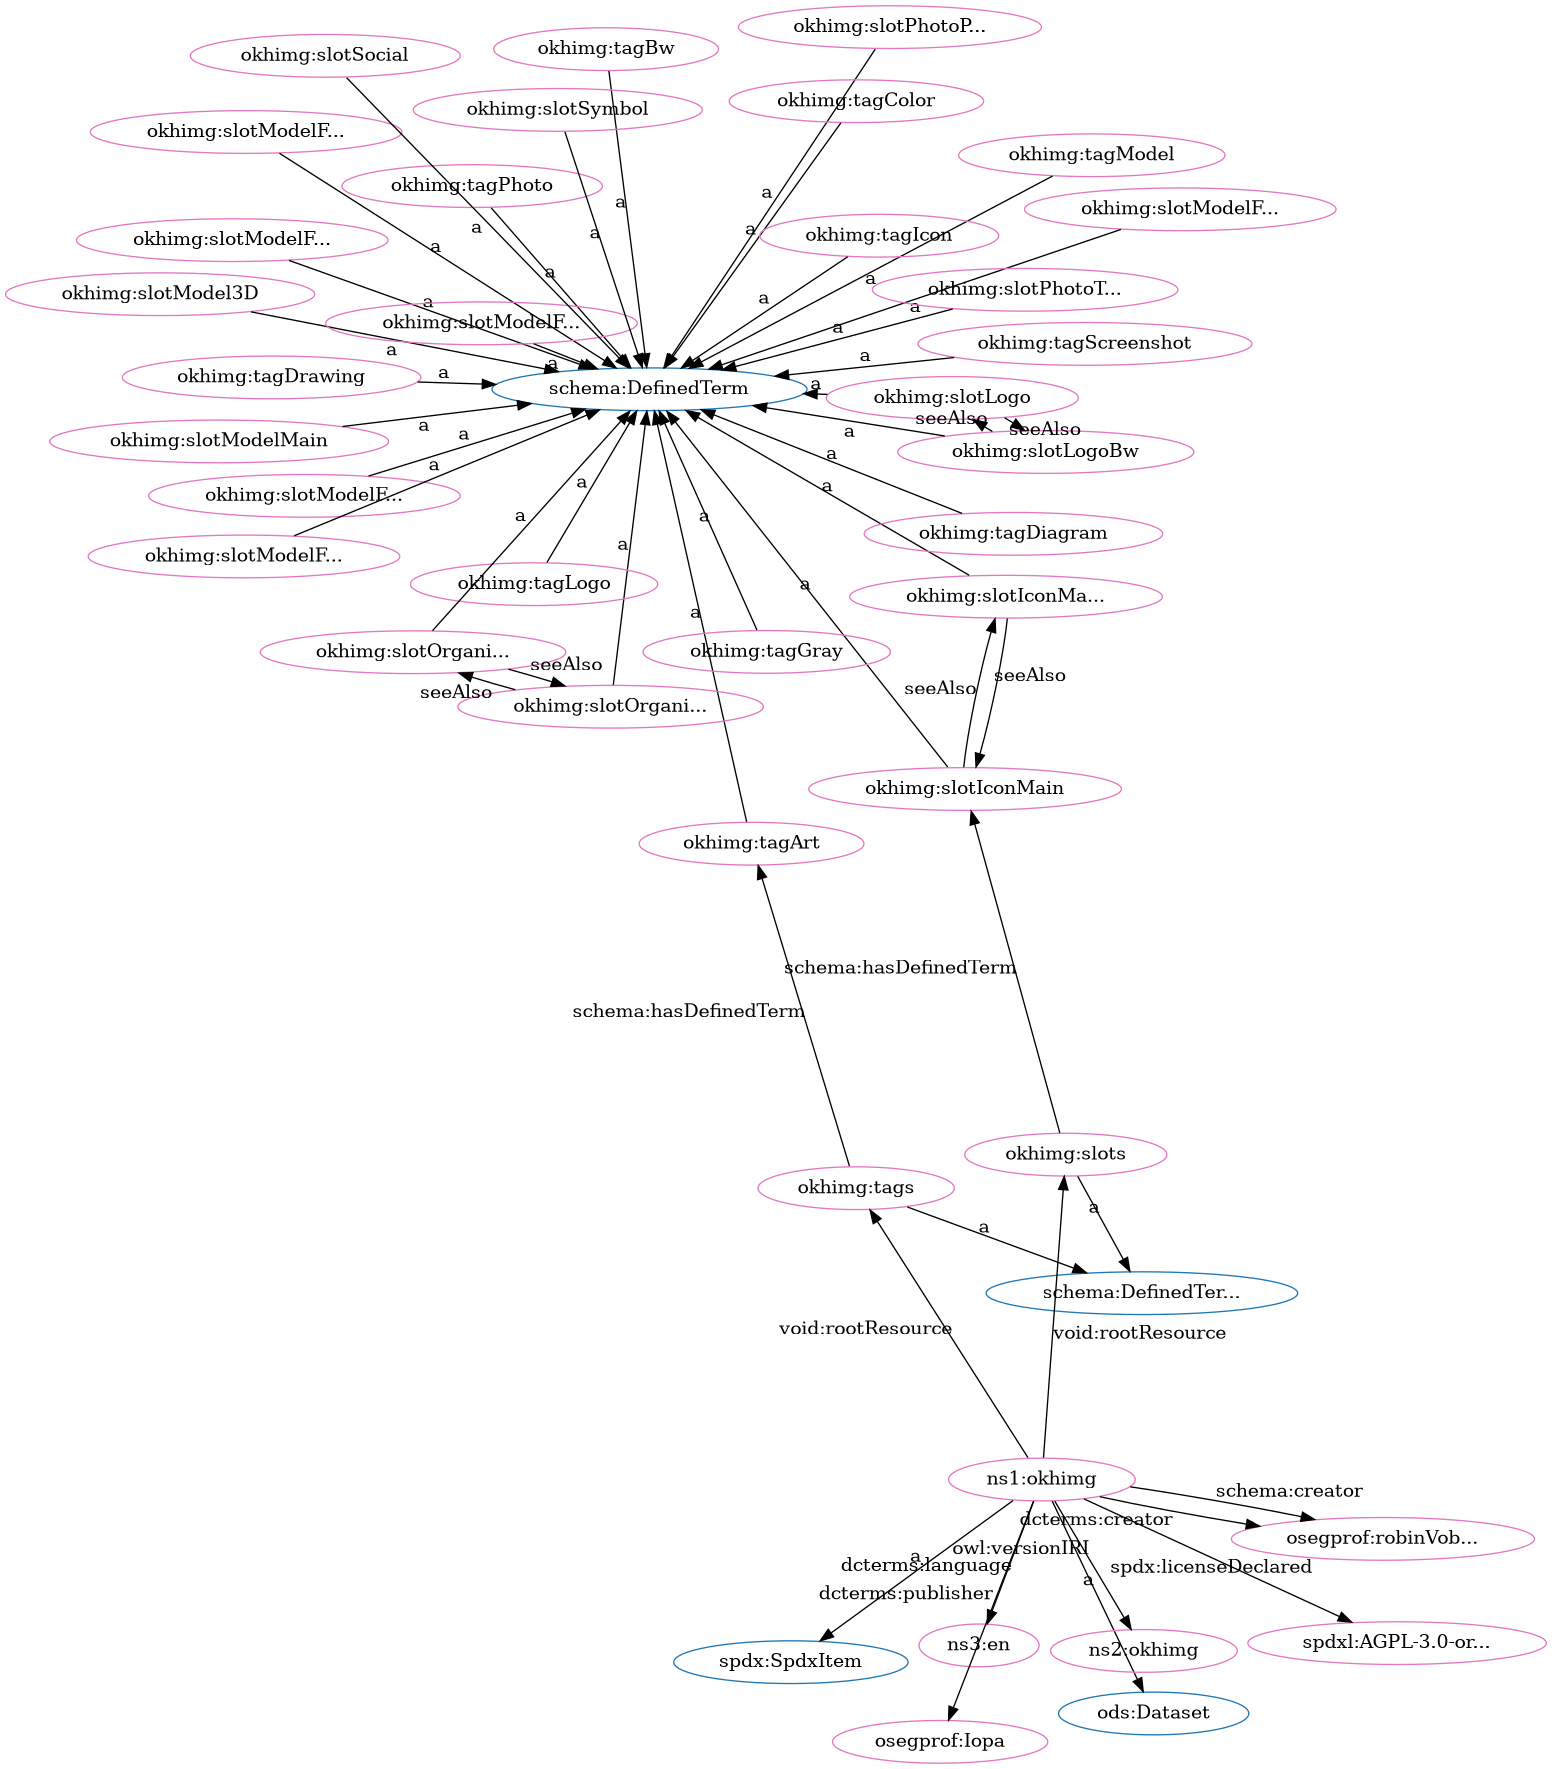 okhimg:slotPhotoP...
okhimg:tagBw
okhimg:slotSocial
okhimg:tagColor
okhimg:slotSymbol
okhimg:slotModelF...
okhimg:tagModel
okhimg:tagPhoto
a
a
okhimg:slotModelF...
a
a
a
okhimg:tagIcon
okhimg:slotModelF...
a
a
a
okhimg:slotModel3D
okhimg:slotPhotoT...
a
a
a
okhimg:slotModelF...
a
okhimg:tagScreenshot
a
a
a
okhimg:tagDrawing
a
schema:DefinedTerm
a
okhimg:slotLogo
seeAlso
a
seeAlso
a
a
okhimg:slotModelMain
okhimg:slotLogoBw
a
a
a
a
okhimg:slotModelF...
a
okhimg:tagDiagram
a
okhimg:slotModelF...
okhimg:tagLogo
a
okhimg:slotIconMa...
a
okhimg:slotOrgani...
okhimg:tagGray
seeAlso
seeAlso
seeAlso
seeAlso
okhimg:slotOrgani...
okhimg:slotIconMain
okhimg:tagArt
schema:hasDefinedTerm
schema:hasDefinedTerm
okhimg:slots
okhimg:tags
a
a
schema:DefinedTer...
void:rootResource
void:rootResource
ns1:okhimg
schema:creator
dcterms:creator
osegprof:robinVob...
owl:versionIRI
a
dcterms:language
spdx:licenseDeclared
a
dcterms:publisher
ns3:en
ns2:okhimg
spdxl:AGPL-3.0-or...
spdx:SpdxItem
ods:Dataset
osegprof:Iopa